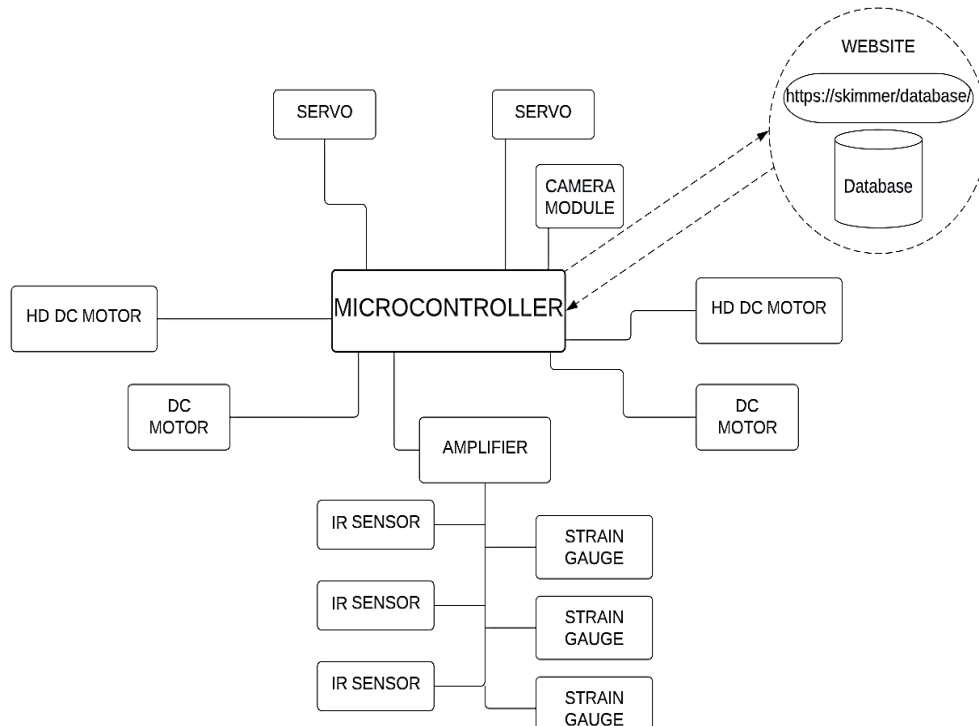 WEBSITE
https://skimmer/database/
Database
SERVO
SERVO
CAMERA
MODULE
MICROCONTROLLER
HD DC MOTOR
HD DC MOTOR
DC
MOTOR
DC
MOTOR
AMPLIFIER
IR SENSOR
STRAIN
GAUGE
IR SENSOR
STRAIN
GAUGE
IR SENSOR
STRAIN
GAUGE